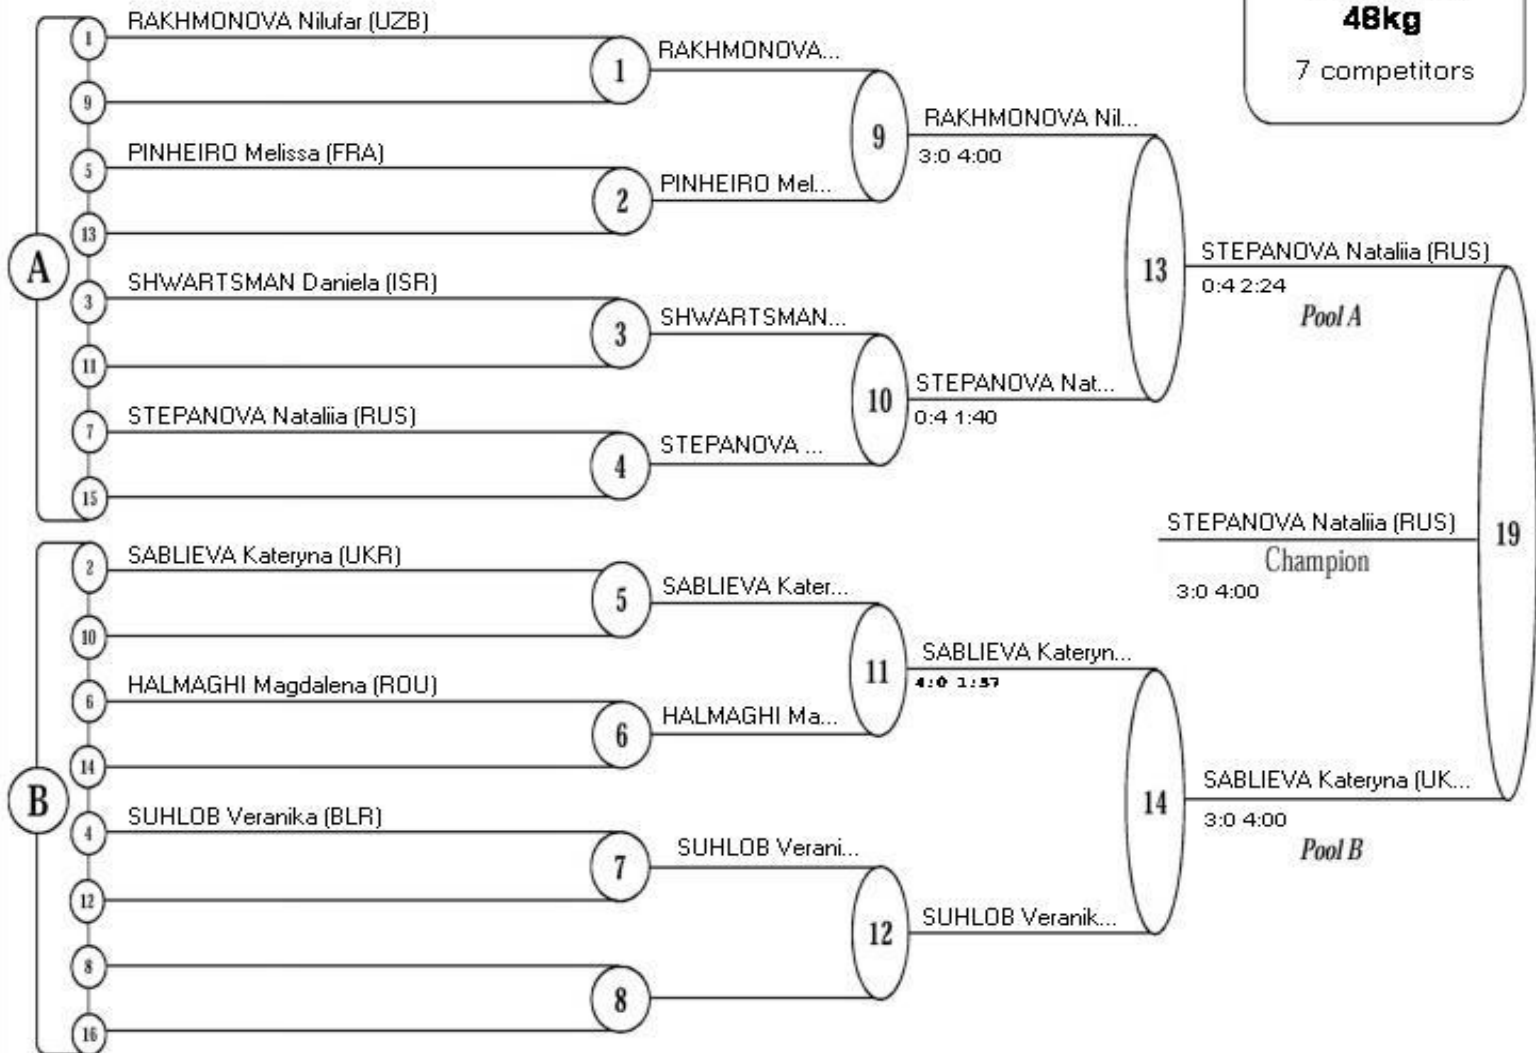 48kg
7 competitors
A
1
RAKHMONOVA Nilufar (UZB)
9
1
RAKHMONOVA...
5
PINHEIRO Melissa (FRA)
13
2
PINHEIRO Mel...
9
RAKHMONOVA Nil...
3:0 4:00
3
SHWARTSMAN Daniela (ISR)
11
3
SHWARTSMAN...
7
STEPANOVA Nataliia (RUS)
15
4
STEPANOVA ...
10
STEPANOVA Nat...
0:4 1:40
13
STEPANOVA Nataliia (RUS)
0:4 2:24
Pool A
B
2
SABLIEVA Kateryna (UKR)
10
5
SABLIEVA Kater...
6
HALMAGHI Magdalena (ROU)
14
6
HALMAGHI Ma...
11
SABLIEVA Kateryn...
4:0 1:37
4
SUHLOB Veranika (BLR)
12
7
SUHLOB Verani...
8
16
8
12
SUHLOB Veranik...
14
SABLIEVA Kateryna (UK...
3:0 4:00
Pool B
19
STEPANOVA Nataliia (RUS)
Champion
3:0 4:00